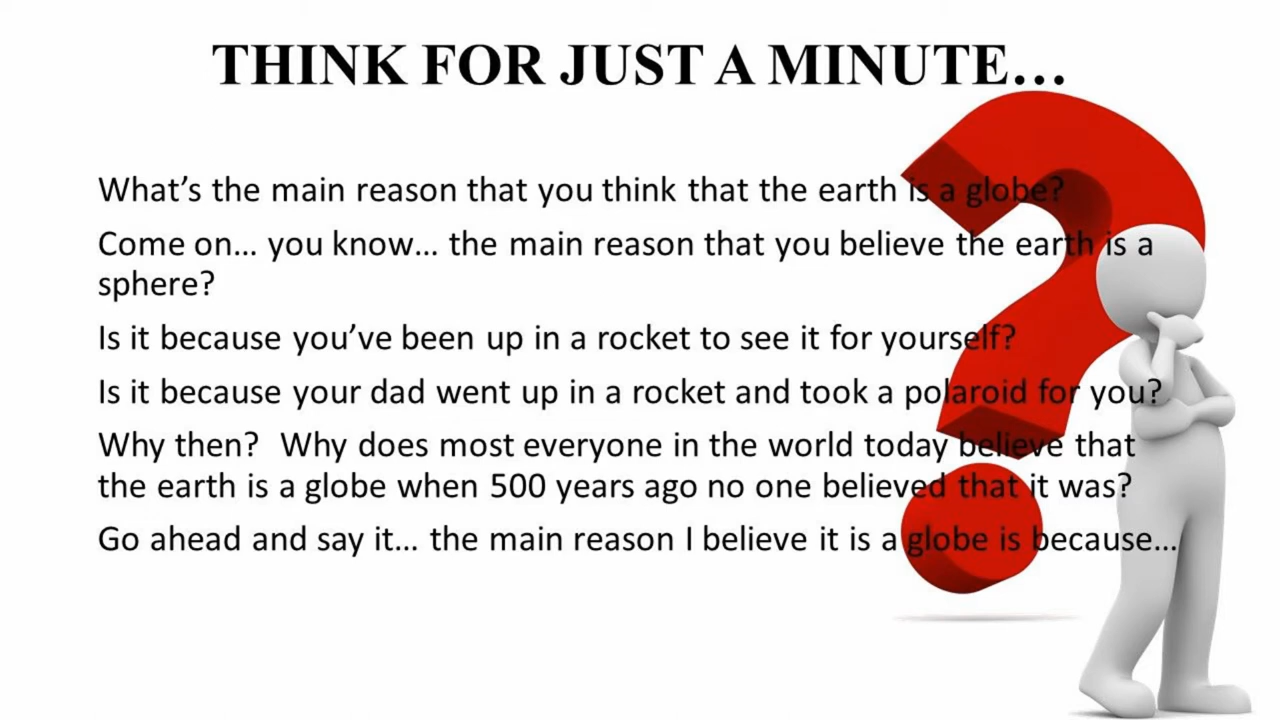 THINK FOR JUST A MINUTE...
What's the main reason that you think that the earth is a globe?
Come on... you know... the main reason that you believe the earth is a
sphere?
Is it because you've been up in a rocket to see it for yourself?
Is it because your dad went up in a rocket and took a polaroid for you?
Why then?  Why does most everyone in the world today believe that
the earth is a globe when 500 years ago no one believed that it was?
Go ahead and say it... the main reason I believe it is a globe is because...